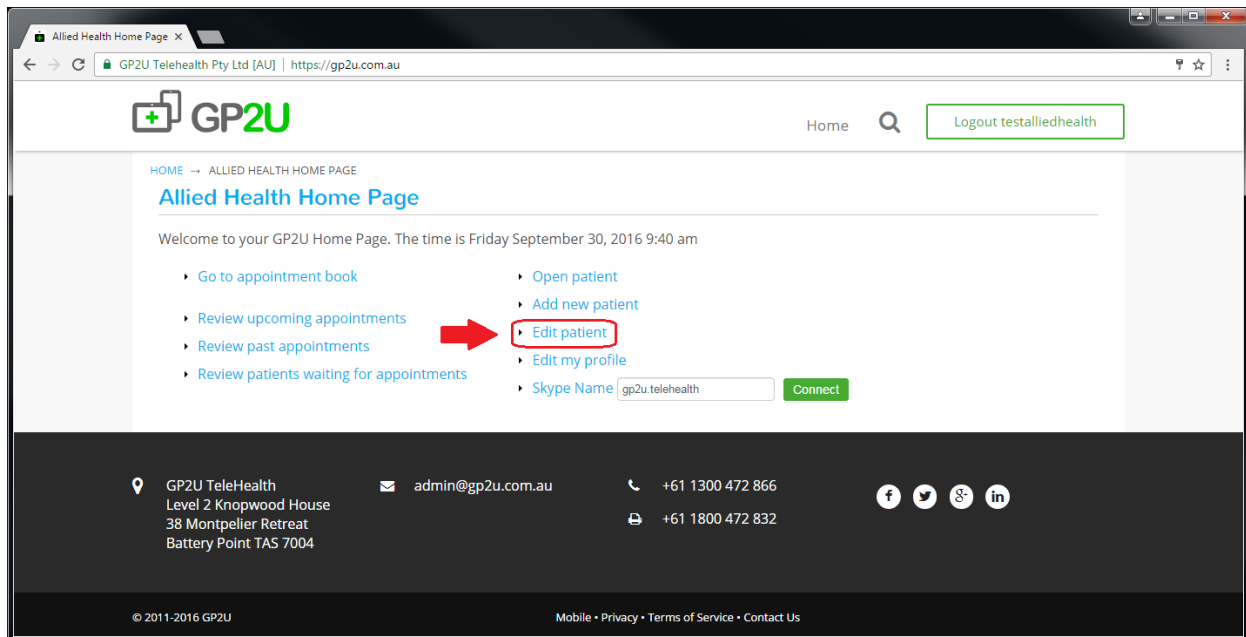 Allied Health Home Page
GP2U Telehealth Pty Ltd [AU] | https://gp2u.com.au
GP2U
Home
Logout testalliedhealth
HOME → ALLIED HEALTH HOME PAGE
Allied Health Home Page
Welcome to your GP2U Home Page. The time is Friday September 30, 2016 9:40 am
Go to appointment book
Review upcoming appointments
Review past appointments
Review patients waiting for appointments
Open patient
Add new patient
Edit patient
Edit my profile
Skype Name gp2u.telehealth Connect
GP2U TeleHealth
Level 2 Knopwood House
38 Montpelier Retreat
Battery Point TAS 7004
admin@gp2u.com.au
+61 1300 472 866
+61 1800 472 832
© 2011-2016 GP2U
Mobile • Privacy • Terms of Service • Contact Us